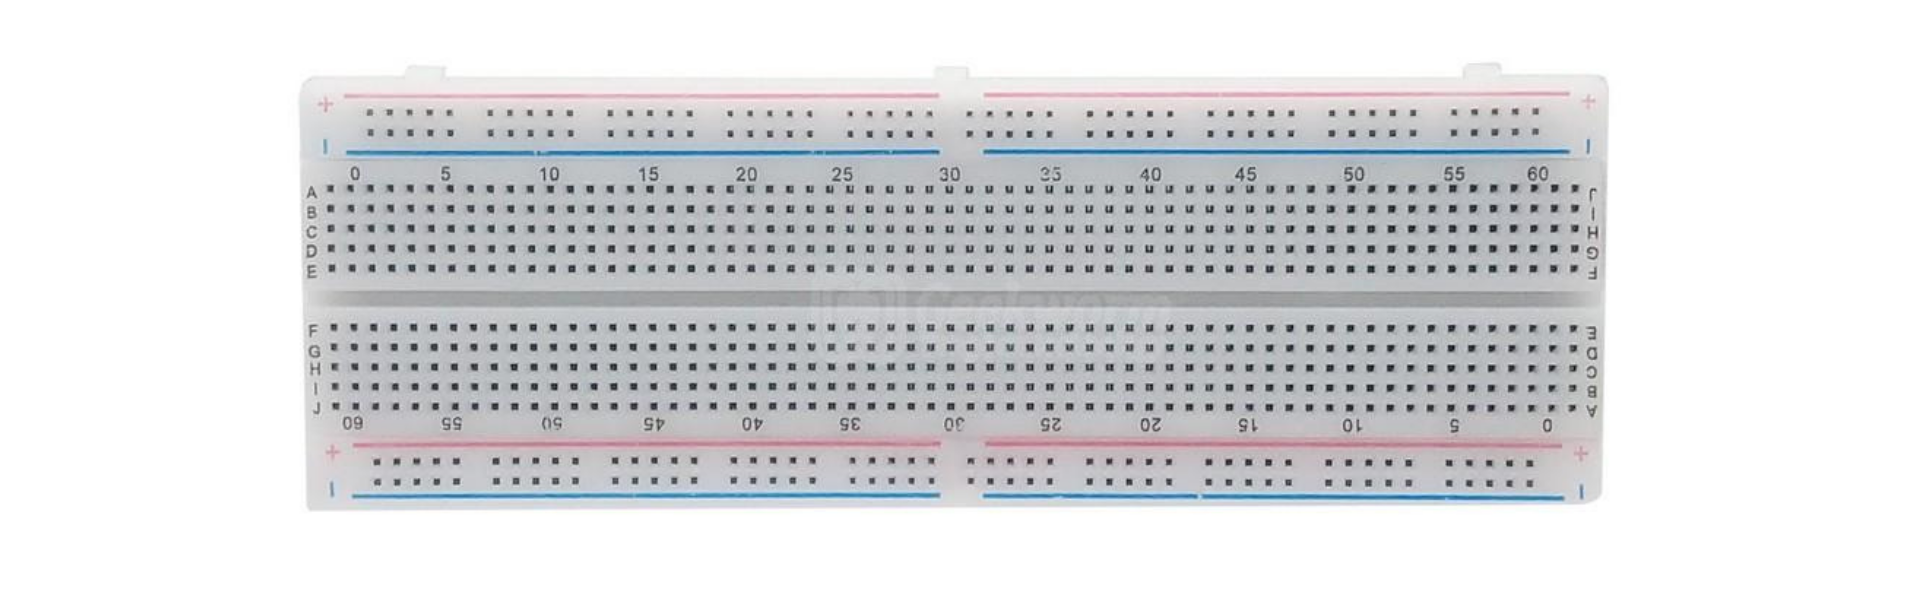 + +
- -
0 5 10 15 20 25 30 35 40 45 50 55 60
A J
B I
C H
D G
E F
Geekworm
F E
G D
H C
I B
J A
60 55 50 45 40 35 30 25 20 15 10 5 0
+ +
- -